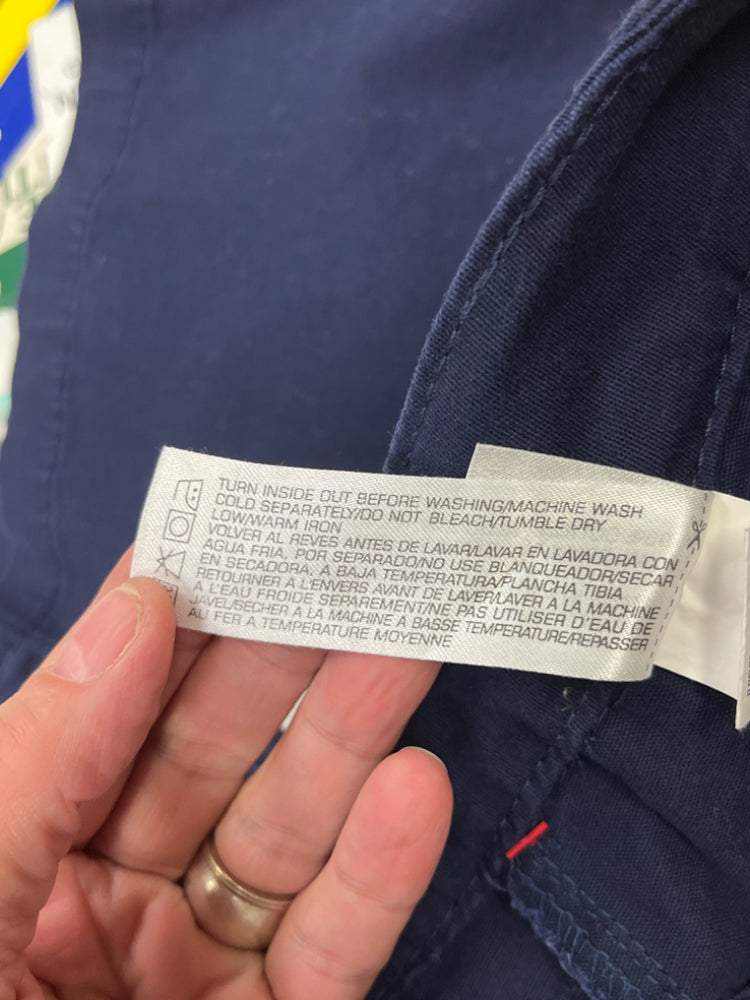 TURN INSIDE OUT BEFORE WASHING/MACHINE WASH
COLD SEPARATELY/DO NOT BLEACH/TUMBLE DRY
LOW/WARM IRON
VOLVER AL REVES ANTES DE LAVAR/LAVAR EN LAVADORA CON
AGUA FRIA, POR SEPARADO/NO USE BLANQUEADOR/SECAR
EN SECADORA, A BAJA TEMPERATURA/PLANCHA TIBIA
RETOURNER A L'ENVERS AVANT DE LAVER/LAVER A LA MACHINE
A L'EAU FROIDE SEPAREMENT/NE PAS UTILISER D'EAU DE
JAVEL/SECHER A LA MACHINE A BASSE TEMPERATURE/REPASSER
AU FER A TEMPERATURE MOYENNE